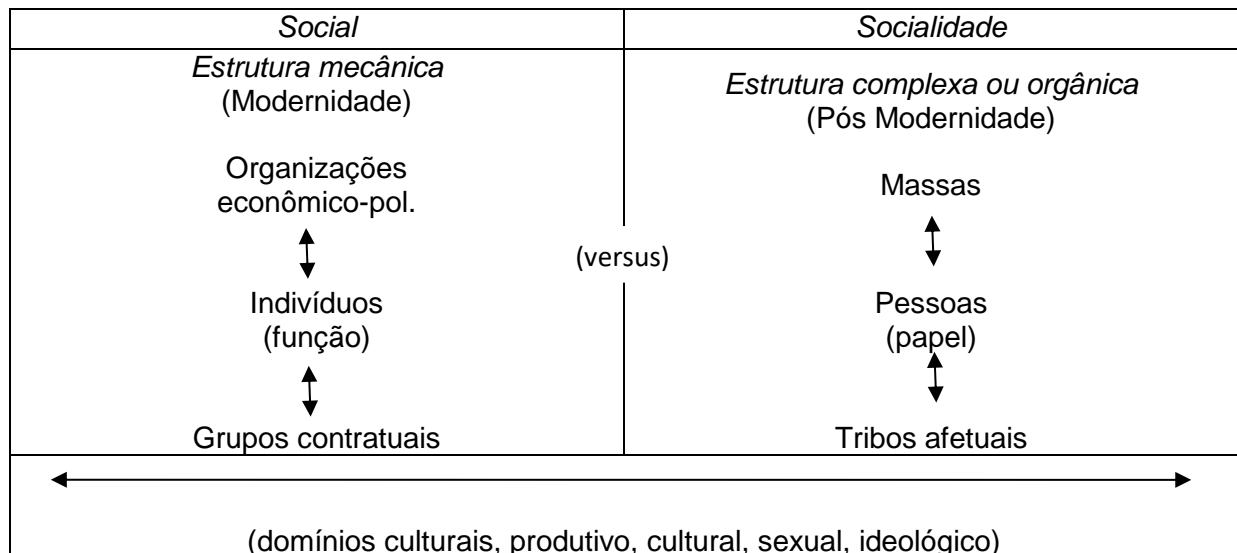 Social
Socialidade
Estrutura mecânica
(Modernidade)
Organizações
econômico-pol.
Indivíduos
(função)
Grupos contratuais
(versus)
Estrutura complexa ou orgânica
(Pós Modernidade)
Massas
Pessoas
(papel)
Tribos afetuais
(domínios culturais, produtivo, cultural, sexual, ideológico)